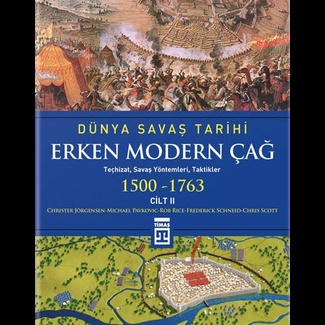 DÜNYA SAVAŞ TARİHİ
ERKEN MODERN ÇAĞ
Teçhizat, Savaş Yöntemleri, Taktikler
1500 -1763
CİLT II
CHRISTER JÖRGENSEN-MICHAEL PAVKOVIC-ROB RICE-FREDERICK SCHNEID-CHRIS SCOTT
TİMAŞ